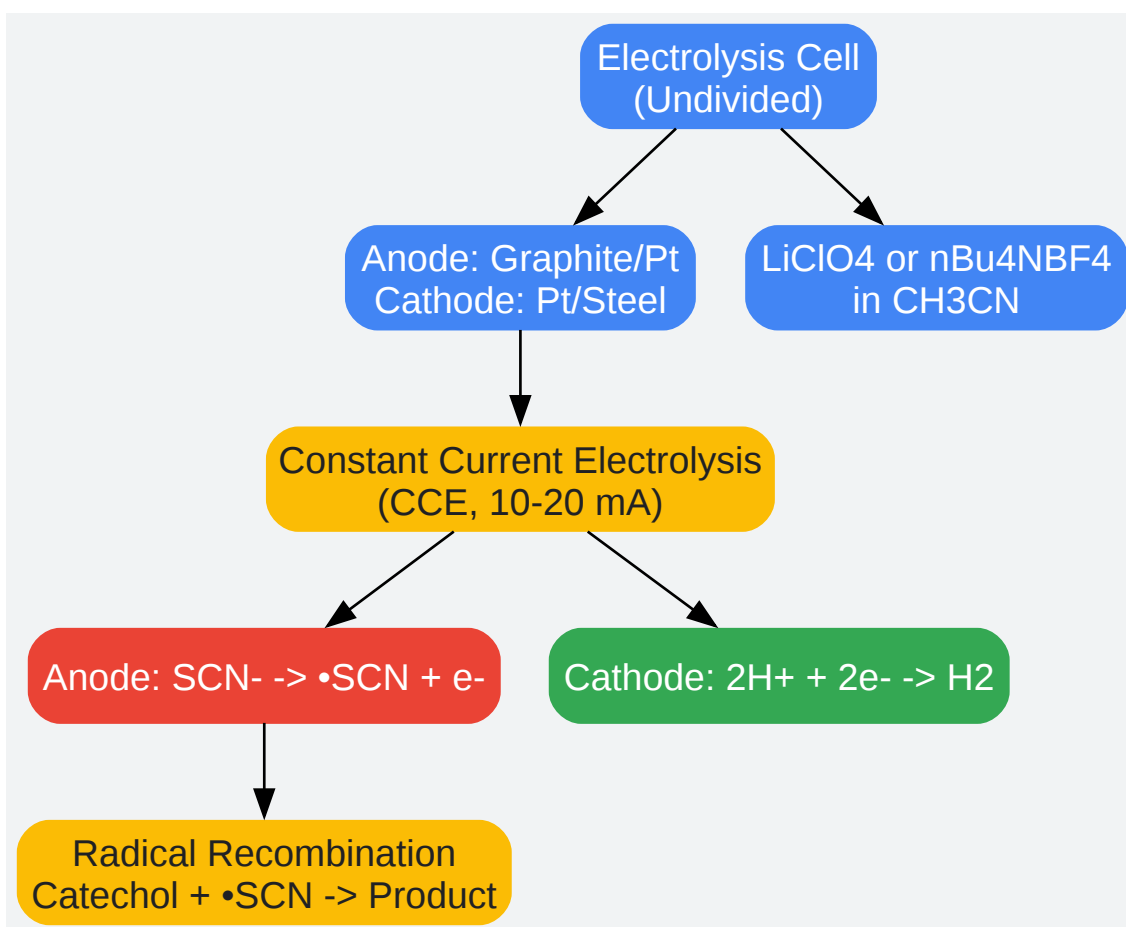 Electrolysis Cell
(Undivided)
Anode: Graphite/Pt
Cathode: Pt/Steel
LiClO4 or nBu4NBF4
in CH3CN
Constant Current Electrolysis
(CCE, 10-20 mA)
Anode: SCN- -> •SCN + e-
Cathode: 2H+ + 2e- -> H2
Radical Recombination
Catechol + •SCN -> Product